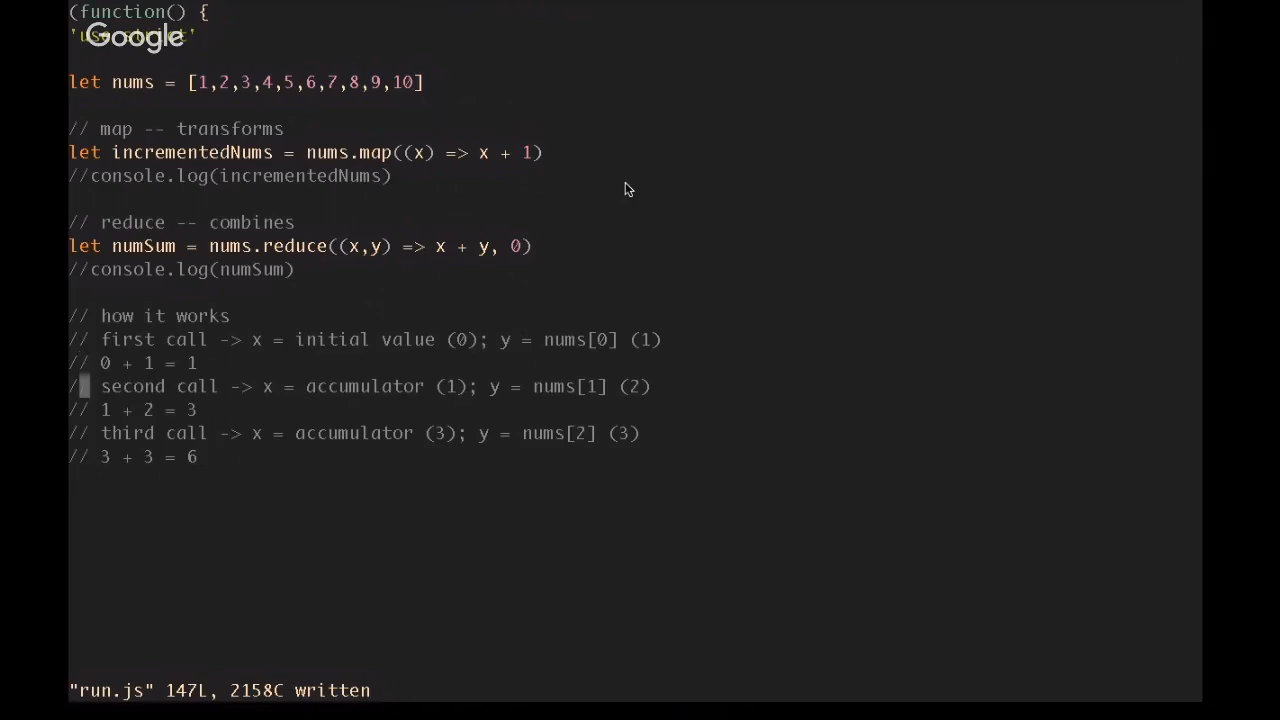 (function() {
Google
'use strict'
let nums = [1,2,3,4,5,6,7,8,9,10]
// map -- transforms
let incrementedNums = nums.map((x) => x + 1)
//console.log(incrementedNums)
// reduce -- combines
let numSum = nums.reduce((x,y) => x + y, 0)
//console.log(numSum)
// how it works
// first call -> x = initial value (0); y = nums[0] (1)
// 0 + 1 = 1
// second call -> x = accumulator (1); y = nums[1] (2)
// 1 + 2 = 3
// third call -> x = accumulator (3); y = nums[2] (3)
// 3 + 3 = 6
"run.js" 147L, 2158C written